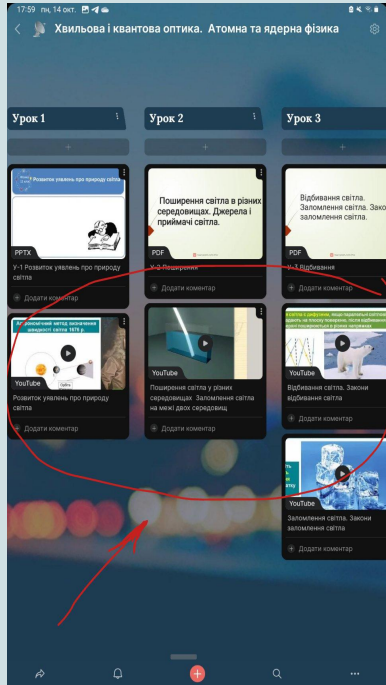 17:59 пн, 14 окт.
Хвильова і квантова оптика. Атомна та ядерна фізика
Урок 1
Урок 2
Урок 3
Розвиток уявлень про природу світла
PPTX
У-1 Розвиток уявлень про природу
світла
Додати коментар
Астрономічний метод визначення
швидкості світла 1676 р.
YouTube
Розвиток уявлень про природу
світла
Додати коментар
Поширення світла в різних
середовищах. Джерела і
приймачі світла.
PDF
У-2 Поширення
Додати коментар
YouTube
Поширення світла у різних
середовищах Заломлення світла
на межі двох середовищ
Додати коментар
Відбивання світла.
Заломлення світла. Зако
заломлення світла.
PDF
У-3 Відбивання
Додати коментар
YouTube
Відбивання світла. Закони
відбивання світла
Додати коментар
YouTube
Заломлення світла. Закони
заломлення світла
Додати коментар